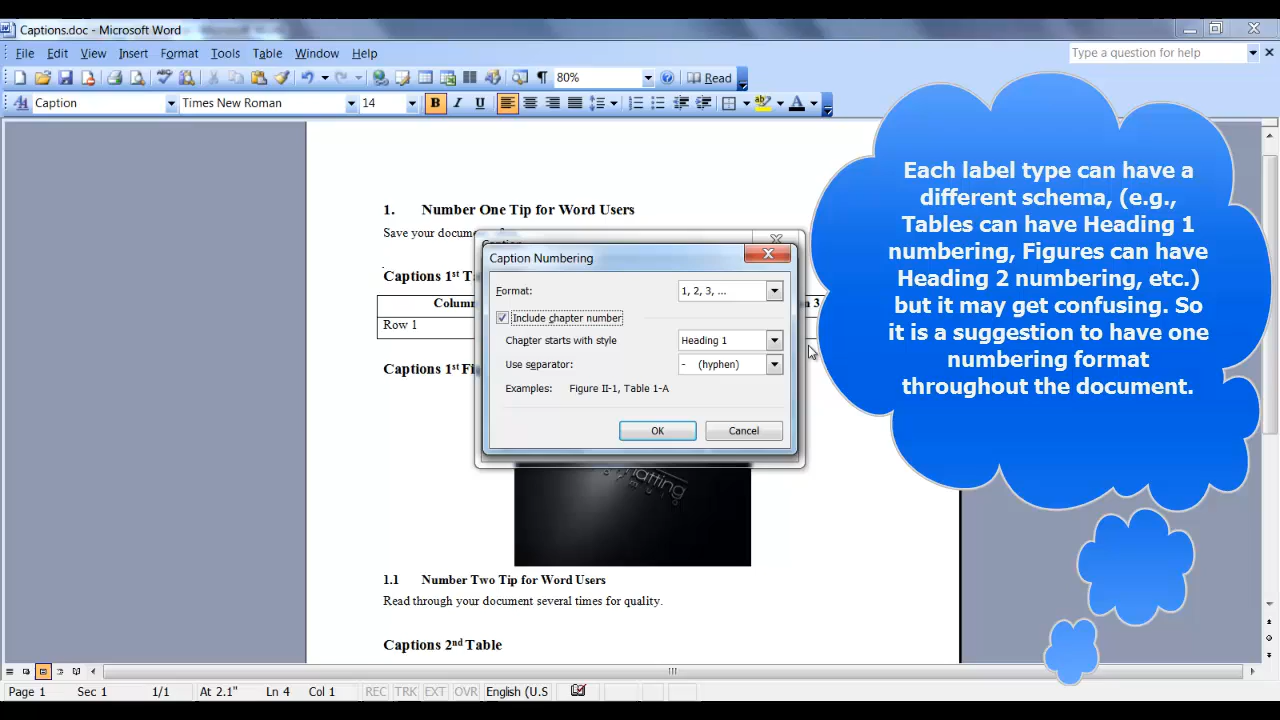 Captions.doc - Microsoft Word
File Edit View Insert Format Tools Table Window Help
Type a question for help
80% Read
Caption Times New Roman 14 B I U
1. Number One Tip for Word Users
Save your docum
Captions 1st T
Colum n 3
Row 1
Captions 1st Fi
Caption
Caption Numbering
Format: 1, 2, 3, ...
Include chapter number
Chapter starts with style Heading 1
Use separator: - (hyphen)
Examples: Figure II-1, Table 1-A
OK Cancel
Each label type can have a
different schema, (e.g.,
Tables can have Heading 1
numbering, Figures can have
Heading 2 numbering, etc.)
but it may get confusing. So
it is a suggestion to have one
numbering format
throughout the document.
1.1 Number Two Tip for Word Users
Read through your document several times for quality.
Captions 2nd Table
Page 1 Sec 1 1/1 At 2.1" Ln 4 Col 1 REC TRK EXT OVR English (U.S